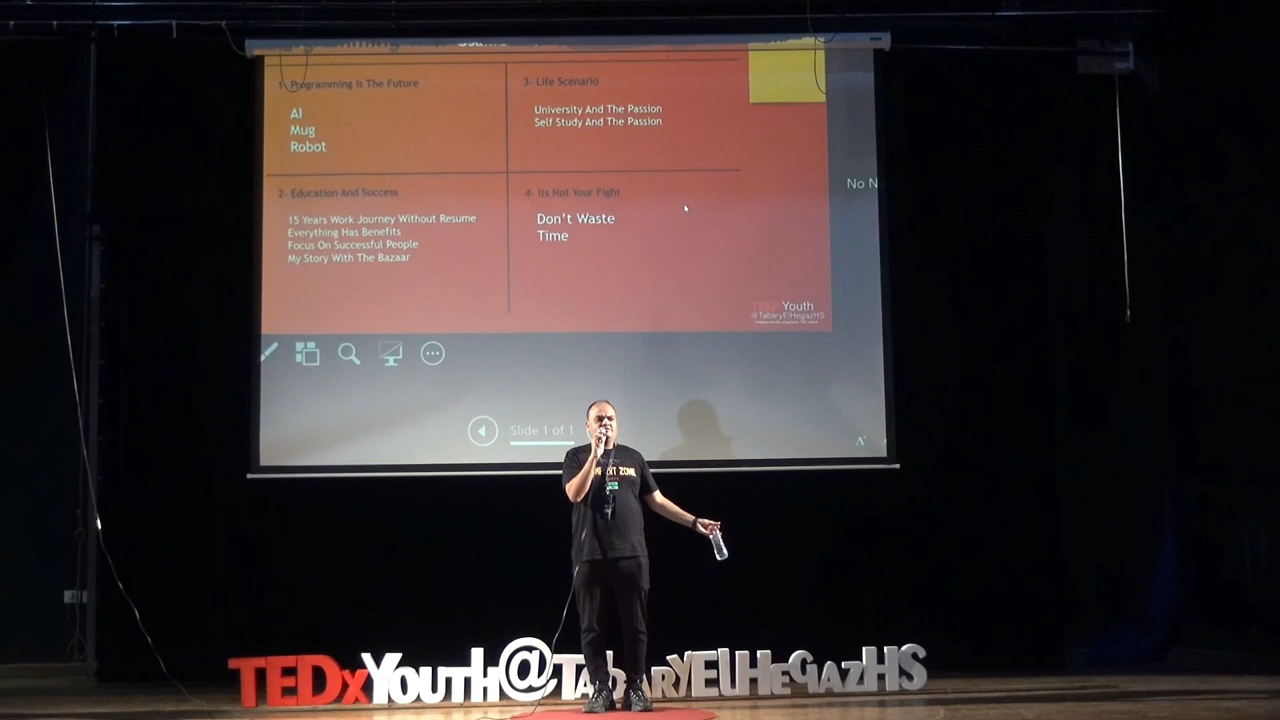 1- Programming Is The Future
AI
Mug
Robot
3- Life Scenario
University And The Passion
Self Study And The Passion
2- Education And Success
15 Years Work Journey Without Resume
Everything Has Benefits
Focus On Successful People
My Story With The Bazaar
4- Its Not Your Fight
Don't Waste
Time
No N
TEDxYouth
@TabaryElHegazHS
Slide 1 of 1
ZONE
TEDxYouth@TabaryElHegazHS